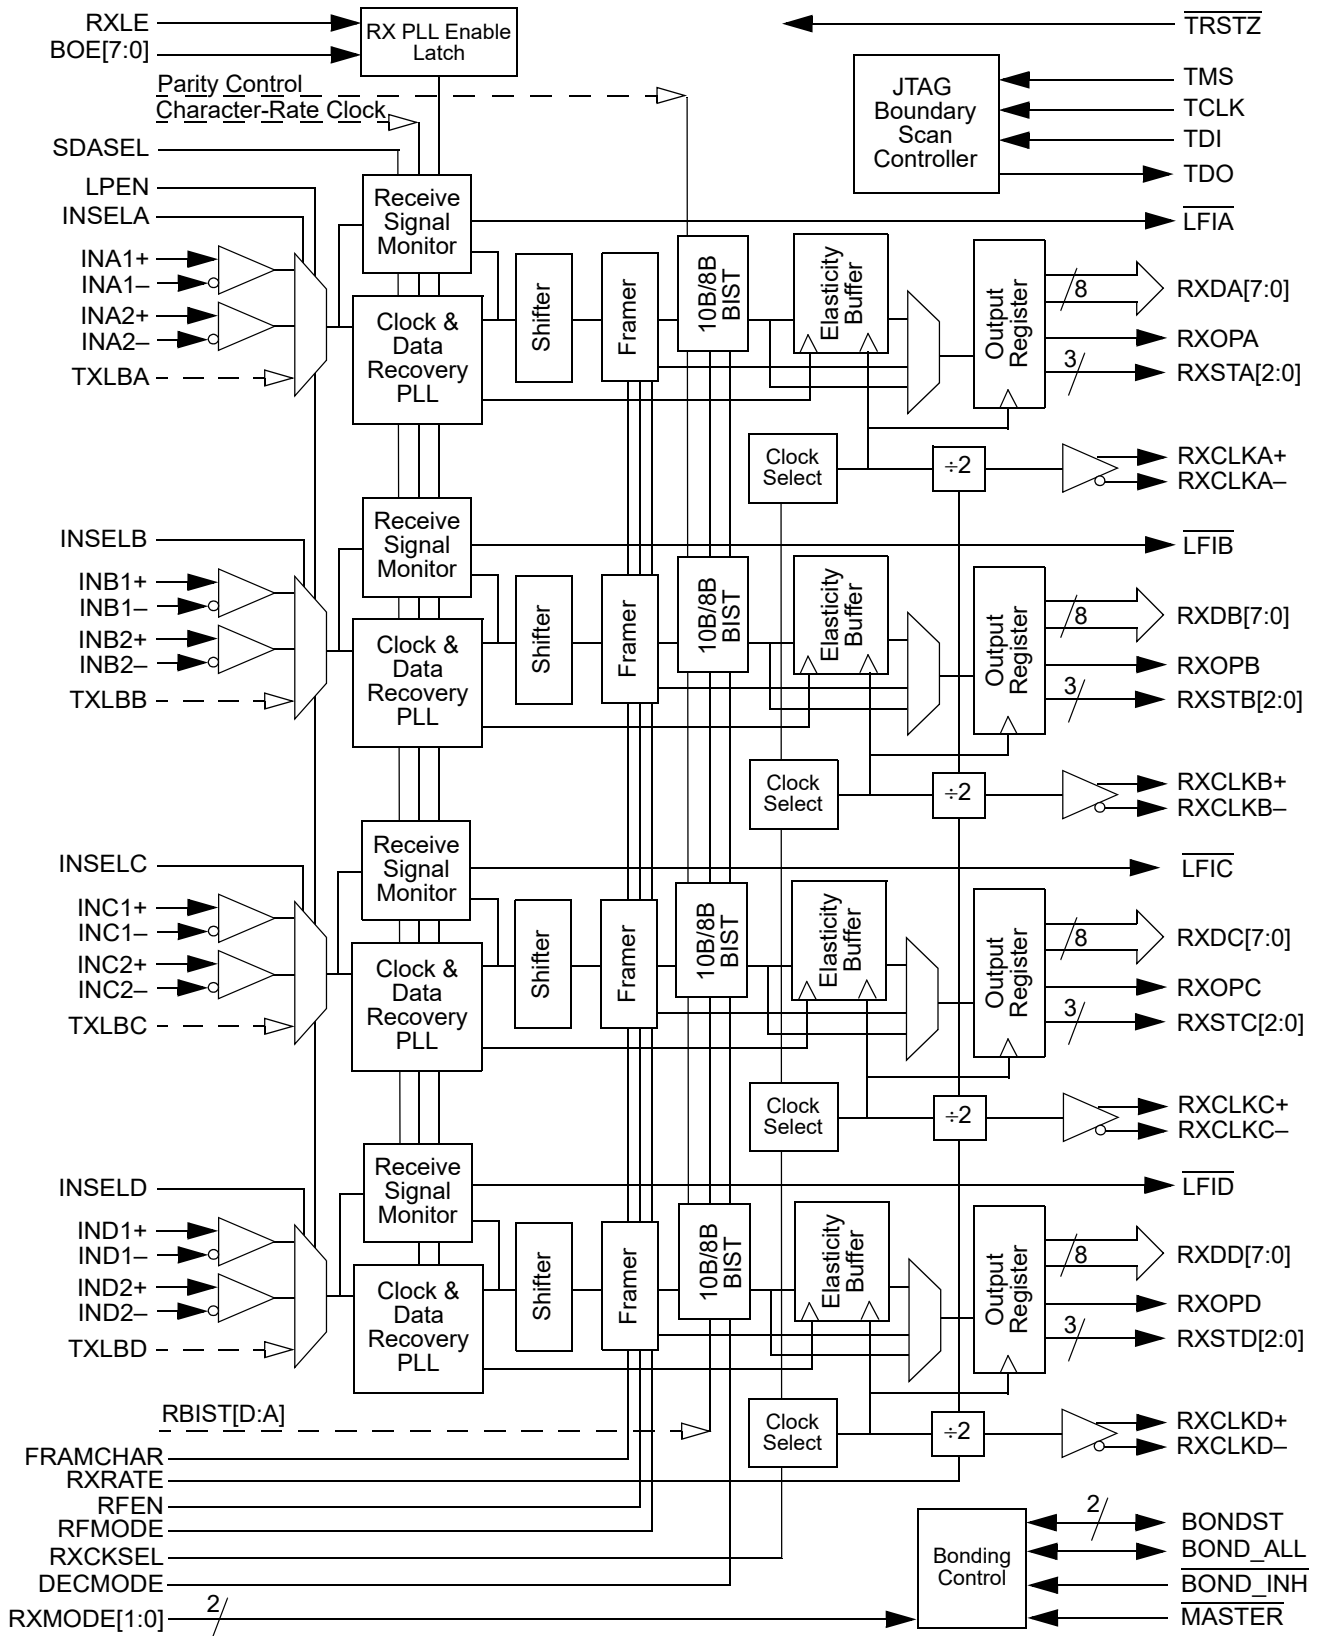 RXLE
BOE[7:0]
RX PLL Enable
Latch
TRSTZ
Parity Control
Character-Rate Clock
JTAG
Boundary
Scan
Controller
TMS
TCLK
TDI
TDO
SDASEL
LPEN
INSELA
INA1+
INA1–
INA2+
INA2–
TXLBA
Receive
Signal
Monitor
Clock &
Data
Recovery
PLL
Shifter
Framer
10B/8B
BIST
Elasticity
Buffer
Output
Register
LFIA
8
RXDA[7:0]
RXOPA
3
RXSTA[2:0]
Clock
Select
÷2
RXCLKA+
RXCLKA–
INSELB
INB1+
INB1–
INB2+
INB2–
TXLBB
Receive
Signal
Monitor
Clock &
Data
Recovery
PLL
Shifter
Framer
10B/8B
BIST
Elasticity
Buffer
Output
Register
LFIB
8
RXDB[7:0]
RXOPB
3
RXSTB[2:0]
Clock
Select
÷2
RXCLKB+
RXCLKB–
INSELC
INC1+
INC1–
INC2+
INC2–
TXLBC
Receive
Signal
Monitor
Clock &
Data
Recovery
PLL
Shifter
Framer
10B/8B
BIST
Elasticity
Buffer
Output
Register
LFIC
8
RXDC[7:0]
RXOPC
3
RXSTC[2:0]
Clock
Select
÷2
RXCLKC+
RXCLKC–
INSELD
IND1+
IND1–
IND2+
IND2–
TXLBD
Receive
Signal
Monitor
Clock &
Data
Recovery
PLL
Shifter
Framer
10B/8B
BIST
Elasticity
Buffer
Output
Register
LFID
8
RXDD[7:0]
RXOPD
3
RXSTD[2:0]
Clock
Select
÷2
RXCLKD+
RXCLKD–
RBIST[D:A]
FRAMCHAR
RXRATE
RFEN
RFMODE
RXCKSEL
DECMODE
RXMODE[1:0]
2
Bonding
Control
2
BONDST
BOND_ALL
BOND_INH
MASTER